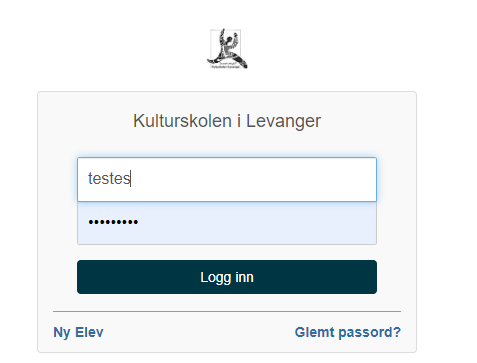 Kulturskolen i Levanger
testes
•••••••••
Logg inn
Ny Elev
Glemt passord?